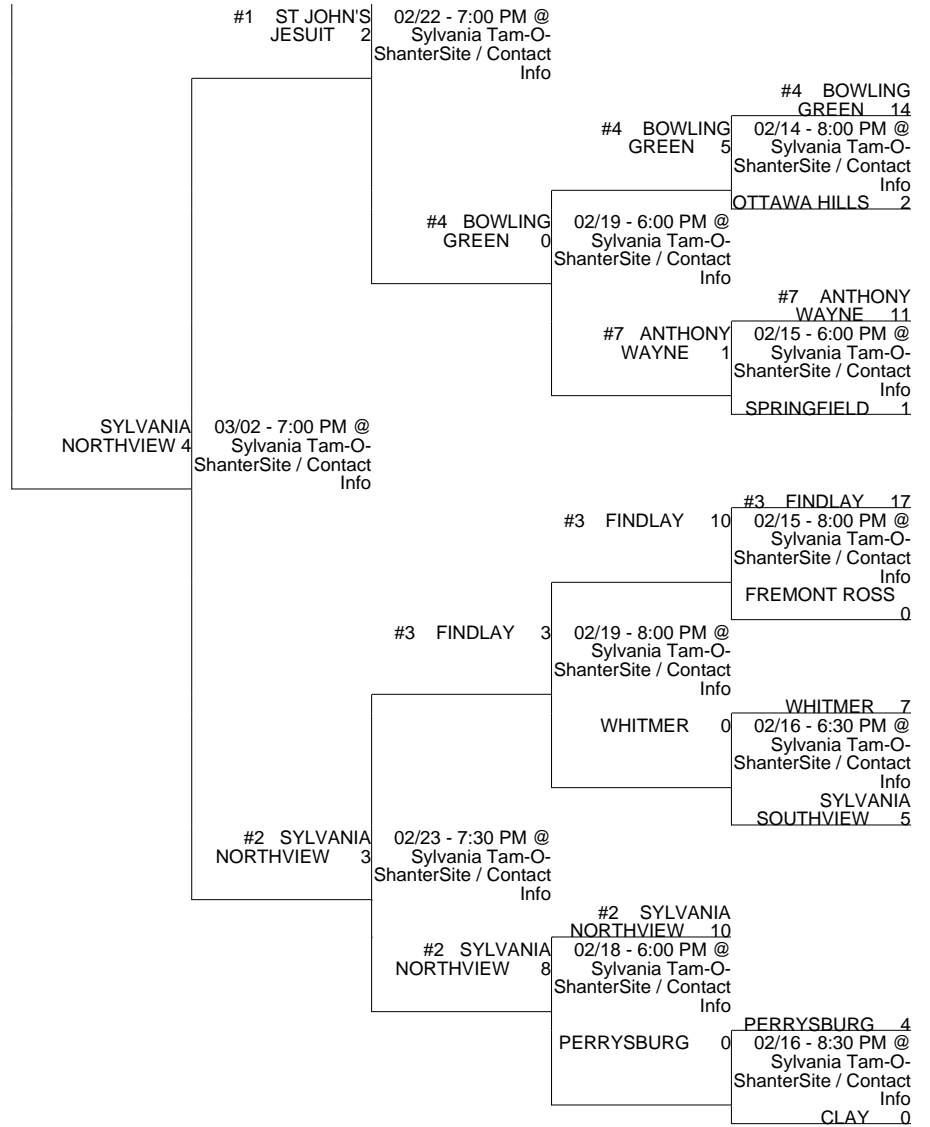 #1 ST JOHN'S
JESUIT 2
02/22 - 7:00 PM @
Sylvania Tam-O-
ShanterSite / Contact
Info
#4 BOWLING
GREEN 14
#4 BOWLING
GREEN 5
02/14 - 8:00 PM @
Sylvania Tam-O-
ShanterSite / Contact
Info
OTTAWA HILLS 2
#4 BOWLING
GREEN 0
02/19 - 6:00 PM @
Sylvania Tam-O-
ShanterSite / Contact
Info
#7 ANTHONY
WAYNE 11
#7 ANTHONY
WAYNE 1
02/15 - 6:00 PM @
Sylvania Tam-O-
ShanterSite / Contact
Info
SPRINGFIELD 1
SYLVANIA
NORTHVIEW 4
03/02 - 7:00 PM @
Sylvania Tam-O-
ShanterSite / Contact
Info
#3 FINDLAY 17
#3 FINDLAY 10
02/15 - 8:00 PM @
Sylvania Tam-O-
ShanterSite / Contact
Info
FREMONT ROSS
0
#3 FINDLAY 3
02/19 - 8:00 PM @
Sylvania Tam-O-
ShanterSite / Contact
Info
WHITMER 7
WHITMER 0
02/16 - 6:30 PM @
Sylvania Tam-O-
ShanterSite / Contact
Info
SYLVANIA
SOUTHVIEW 5
#2 SYLVANIA
NORTHVIEW 3
02/23 - 7:30 PM @
Sylvania Tam-O-
ShanterSite / Contact
Info
#2 SYLVANIA
NORTHVIEW 10
#2 SYLVANIA
NORTHVIEW 8
02/18 - 6:00 PM @
Sylvania Tam-O-
ShanterSite / Contact
Info
PERRYSBURG 4
PERRYSBURG 0
02/16 - 8:30 PM @
Sylvania Tam-O-
ShanterSite / Contact
Info
CLAY 0